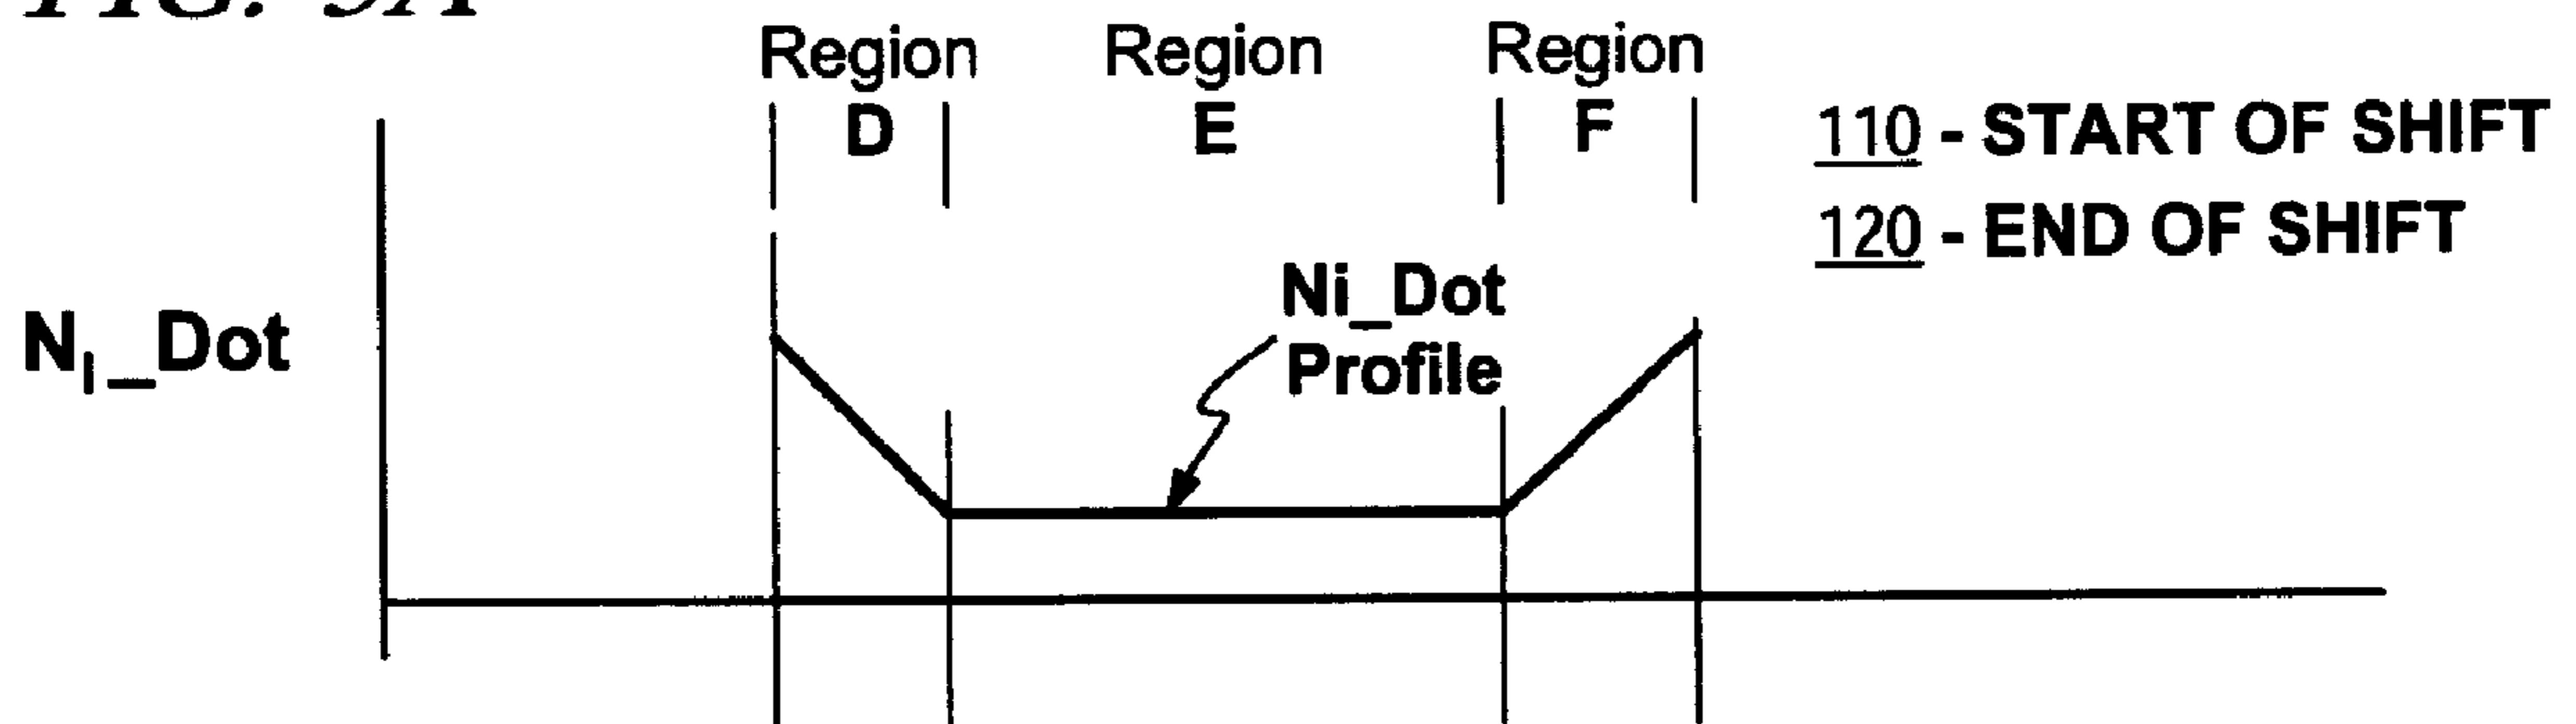 Region Region Region
D E F
110 - START OF SHIFT
120 - END OF SHIFT
Ni_Dot
Profile
NI_Dot